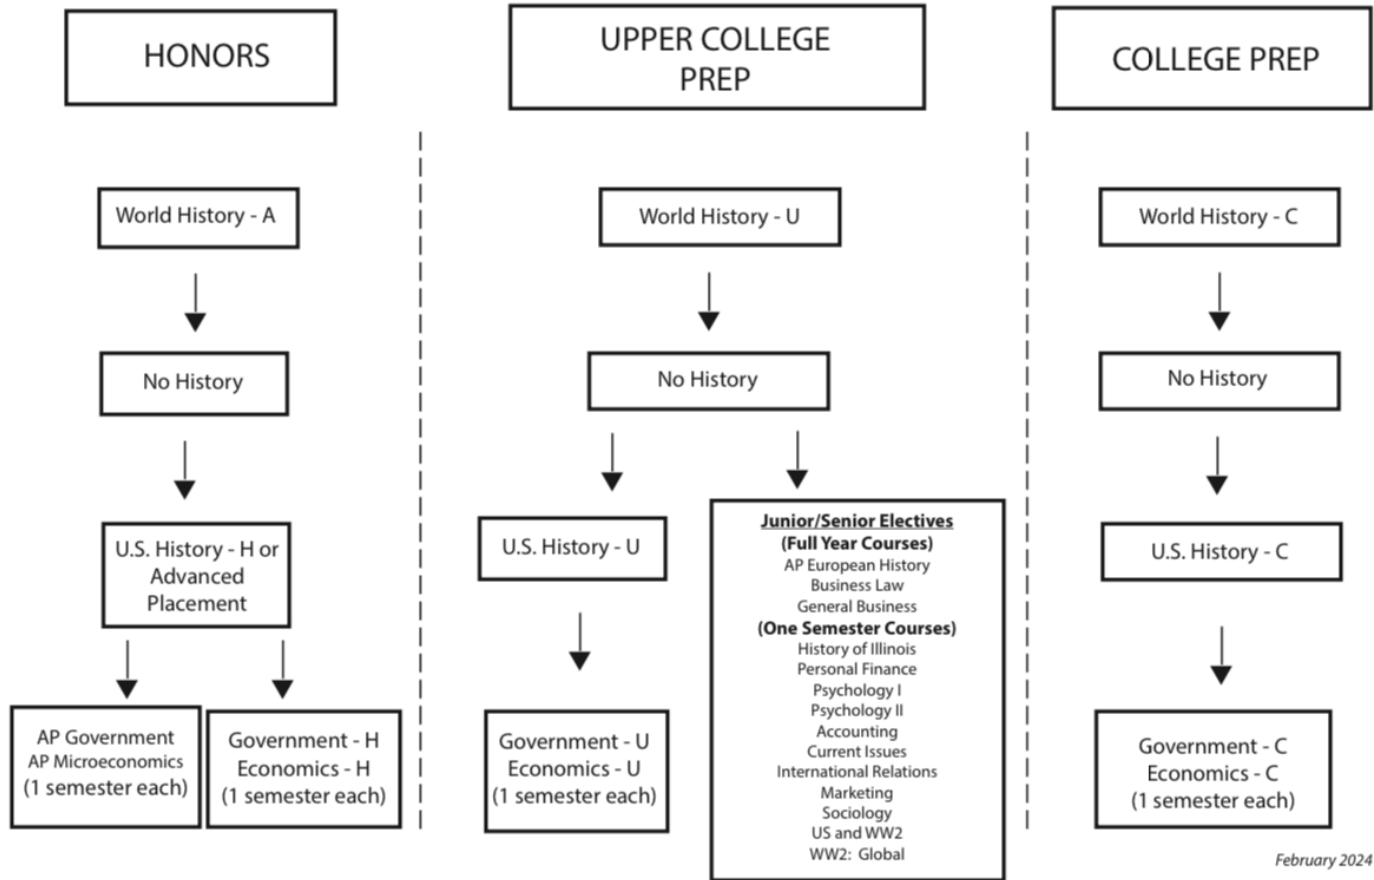 HONORS
World History - A
No History
U.S. History - H or
Advanced
Placement
AP Government
AP Microeconomics
(1 semester each)
Government - H
Economics - H
(1 semester each)
UPPER COLLEGE
PREP
World History - U
No History
U.S. History - U
Government - U
Economics - U
(1 semester each)
Junior/Senior Electives
(Full Year Courses)
AP European History
Business Law
General Business
(One Semester Courses)
History of Illinois
Personal Finance
Psychology I
Psychology II
Accounting
Current Issues
International Relations
Marketing
Sociology
US and WW2
WW2: Global
COLLEGE PREP
World History - C
No History
U.S. History - C
Government - C
Economics - C
(1 semester each)
February 2024